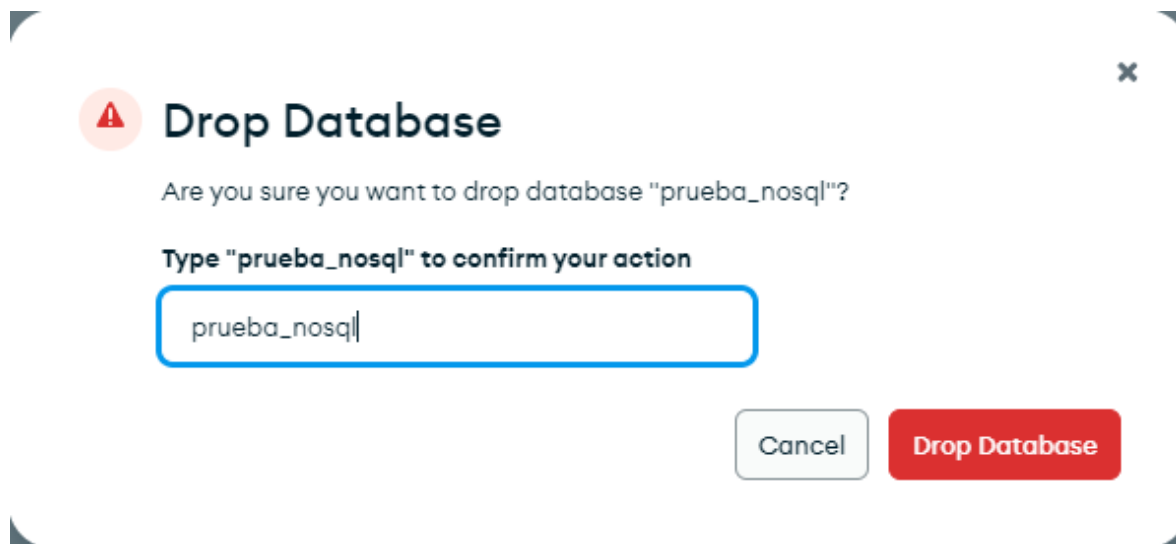 Drop Database
Are you sure you want to drop database "prueba_nosql"?
Type "prueba_nosql" to confirm your action
prueba_nosql
Cancel
Drop Database